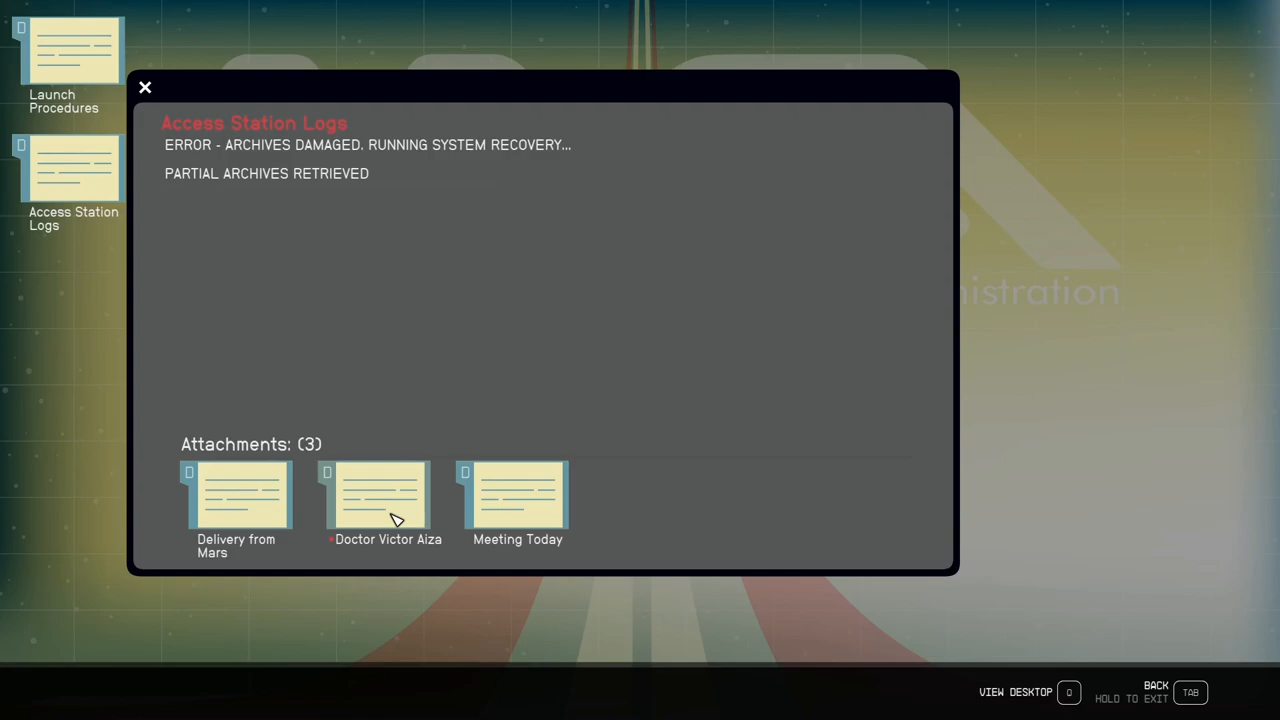 D
Launch
Procedures
D
Access Station
Logs
Access Station Logs
ERROR - ARCHIVES DAMAGED. RUNNING SYSTEM RECOVERY...
PARTIAL ARCHIVES RETRIEVED
nistration
Attachments: (3)
D
D
D
Delivery from
Mars
Doctor Victor Aiza
Meeting Today
VIEW DESKTOP Q
BACK
HOLD TO EXIT TAB